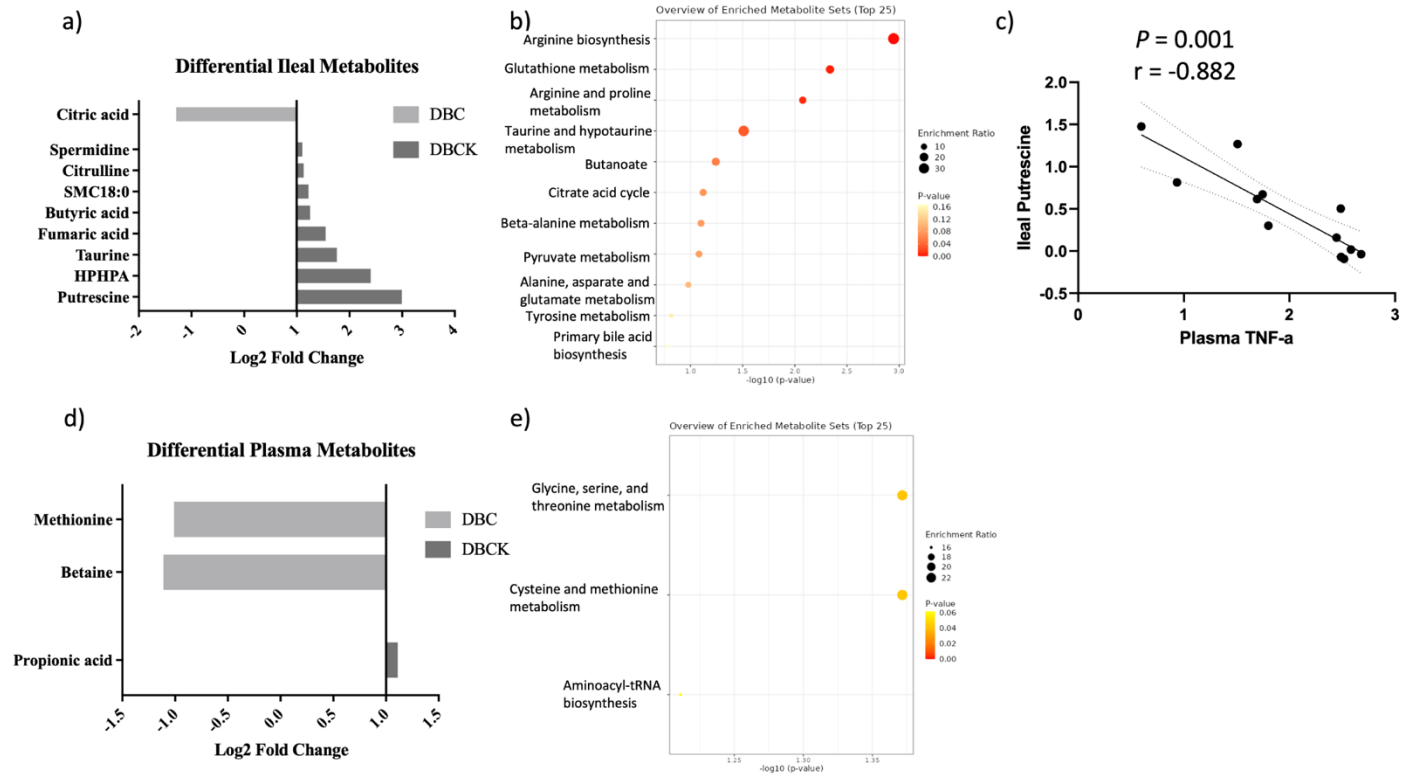 a)
Differential Ileal Metabolites
Citric acid
Spermidine
Citrulline
SMC18:0
Butyric acid
Fumaric acid
Taurine
HPHPA
Putrescine
DBC
DBCK
-2
-1
0
1
2
3
4
Log2 Fold Change
b)
Overview of Enriched Metabolite Sets (Top 25)
Arginine biosynthesis
Glutathione metabolism
Arginine and proline
metabolism
Taurine and hypotaurine
metabolism
Butanoate
Citrate acid cycle
Beta-alanine metabolism
Pyruvate metabolism
Alanine, asparate and
glutamate metabolism
Tyrosine metabolism
Primary bile acid
biosynthesis
1.0
1.5
2.0
2.5
3.0
-log10 (p-value)
Enrichment Ratio
10
20
30
P-value
0.16
0.12
0.08
0.04
0.00
c)
P = 0.001
r = -0.882
Ileal Putrescine
2.0
1.5
1.0
0.5
0.0
-0.5
0
1
2
3
Plasma TNF-a
d)
Differential Plasma Metabolites
Methionine
Betaine
Propionic acid
DBC
DBCK
-1.5
-1.0
-0.5
0.0
0.5
1.0
1.5
Log2 Fold Change
e)
Overview of Enriched Metabolite Sets (Top 25)
Glycine, serine, and
threonine metabolism
Cysteine and methionine
metabolism
Aminoacyl-tRNA
biosynthesis
1.25
1.30
1.35
-log10 (p-value)
Enrichment Ratio
16
18
20
22
P-value
0.06
0.04
0.02
0.00